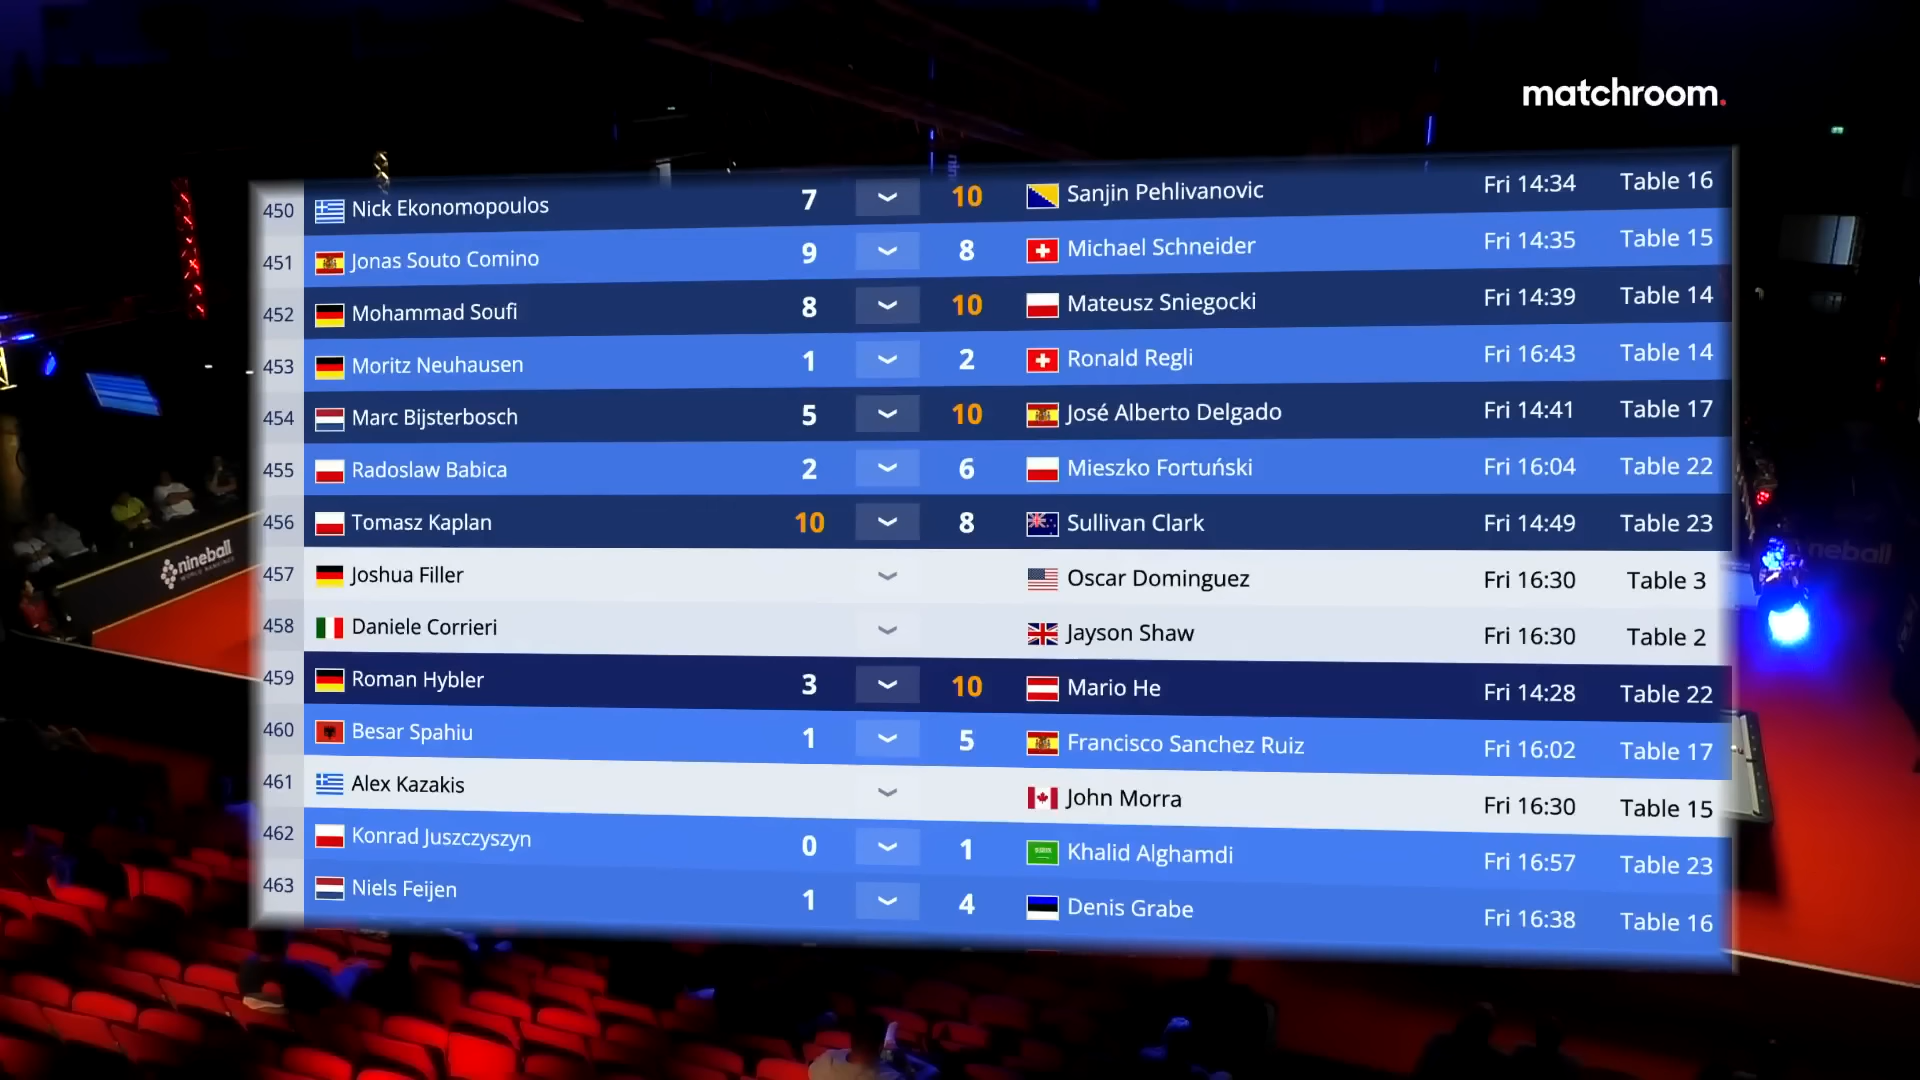 matchroom.
450 Nick Ekonomopoulos 7 10 Sanjin Pehlivanovic Fri 14:34 Table 16
451 Jonas Souto Comino 9 8 Michael Schneider Fri 14:35 Table 15
452 Mohammad Soufi 8 10 Mateusz Sniegocki Fri 14:39 Table 14
453 Moritz Neuhausen 1 2 Ronald Regli Fri 16:43 Table 14
454 Marc Bijsterbosch 5 10 José Alberto Delgado Fri 14:41 Table 17
455 Radoslaw Babica 2 6 Mieszko Fortuński Fri 16:04 Table 22
456 Tomasz Kaplan 10 8 Sullivan Clark Fri 14:49 Table 23
457 Joshua Filler Oscar Dominguez Fri 16:30 Table 3
458 Daniele Corrieri Jayson Shaw Fri 16:30 Table 2
459 Roman Hybler 3 10 Mario He Fri 14:28 Table 22
460 Besar Spahiu 1 5 Francisco Sanchez Ruiz Fri 16:02 Table 17
461 Alex Kazakis John Morra Fri 16:30 Table 15
462 Konrad Juszczyszyn 0 1 Khalid Alghamdi Fri 16:57 Table 23
463 Niels Feijen 1 4 Denis Grabe Fri 16:38 Table 16
nineball
WORLD RANKINGS
neball